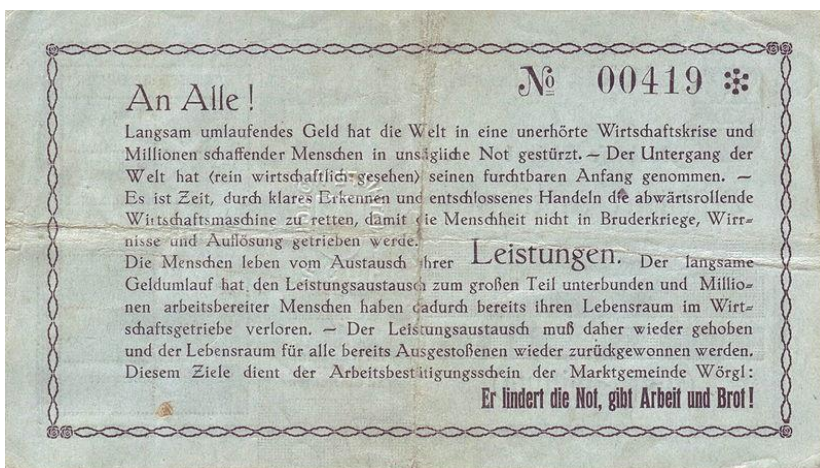 An Alle!
№ 00419
Langsam umlaufendes Geld hat die Welt in eine unerhörte Wirtschaftskrise und
Millionen schaffender Menschen in unsägliche Not gestürzt. — Der Untergang der
Welt hat (rein wirtschaftlich gesehen) seinen furchtbaren Anfang genommen. —
Es ist Zeit, durch klares Erkennen und entschlossenes Handeln die abwärtsrollende
Wirtschaftsmaschine zu retten, damit die Menschheit nicht in Bruderkriege, Wirr=
nisse und Auflösung getrieben werde.
Die Menschen leben vom Austausch ihrer Leistungen. Der langsame
Geldumlauf hat den Leistungsaustausch zum großen Teil unterbunden und Millio=
nen arbeitsbereiter Menschen haben dadurch bereits ihren Lebensraum im Wirt=
schaftsgetriebe verloren. — Der Leistungsaustausch muß daher wieder gehoben
und der Lebensraum für alle bereits Ausgestoßenen wieder zurückgewonnen werden.
Diesem Ziele dient der Arbeitsbestätigungsschein der Marktgemeinde Wörgl:
Er lindert die Not, gibt Arbeit und Brot!